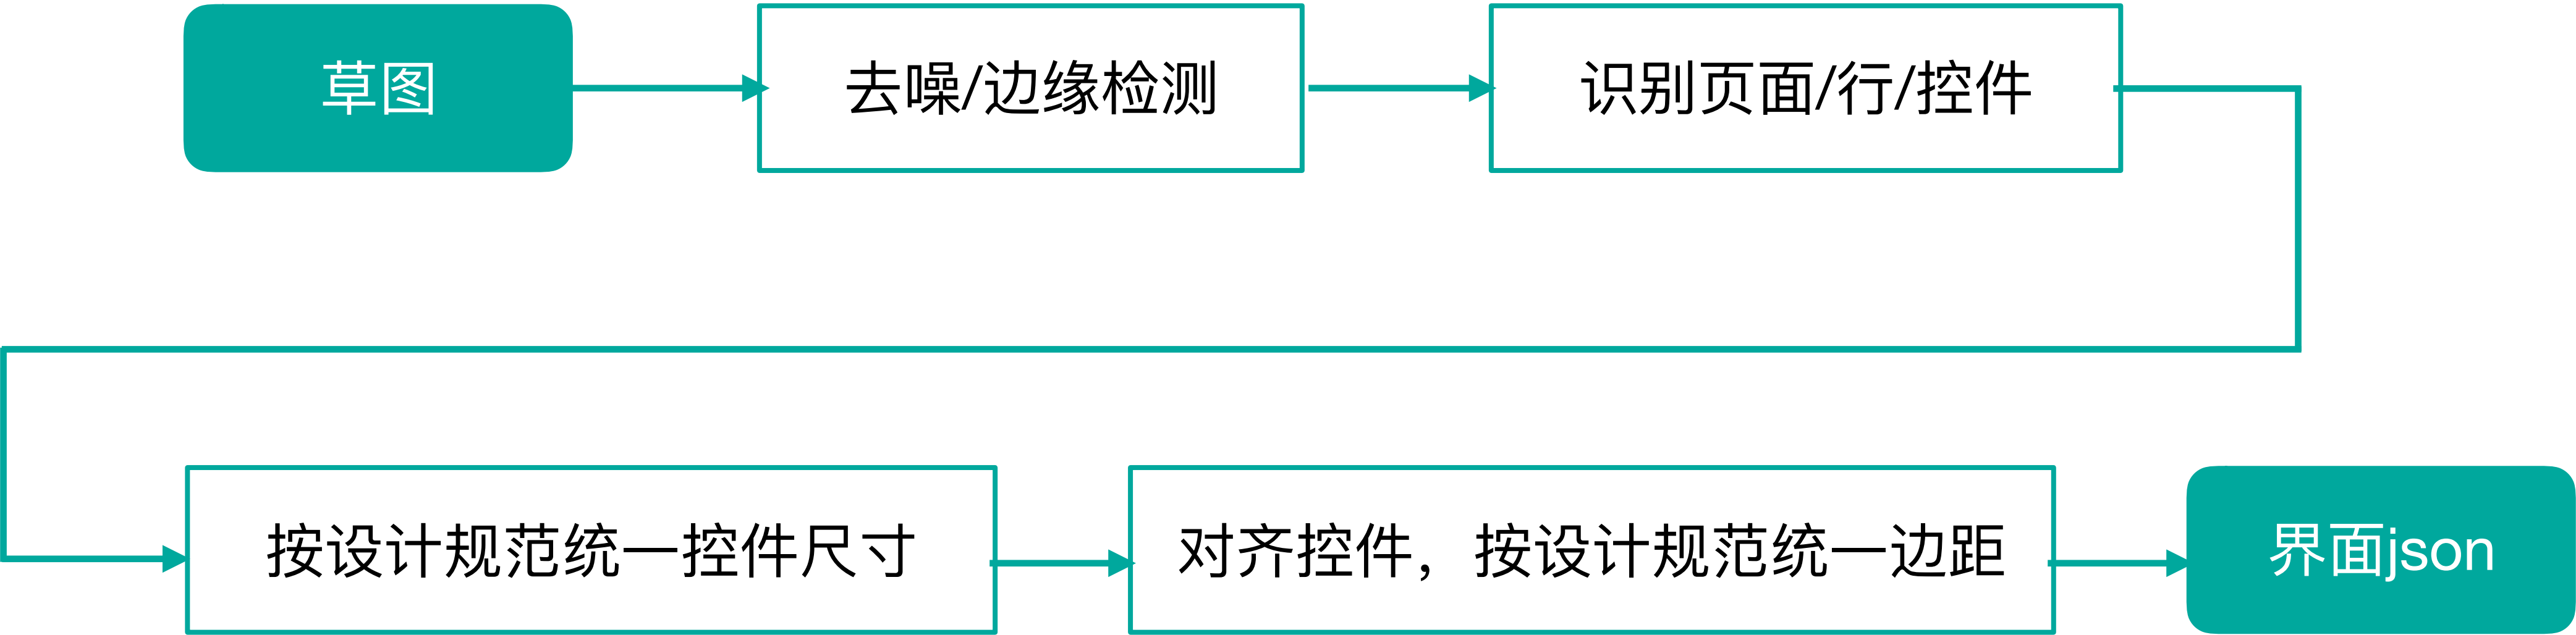 草图
去噪/边缘检测
识别页面/行/控件
按设计规范统一控件尺寸
对齐控件，按设计规范统一边距
界面json